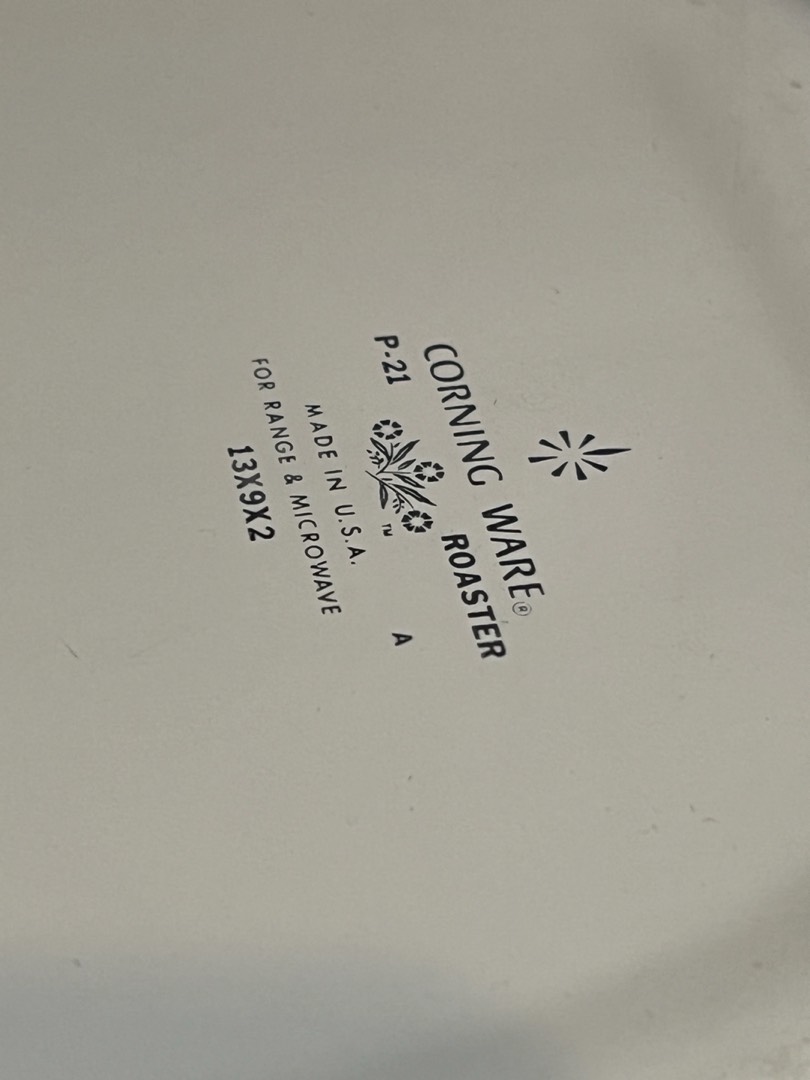 CORNING WARE®
ROASTER
P-21 ™ A
MADE IN U.S.A.
FOR RANGE & MICROWAVE
13X9X2